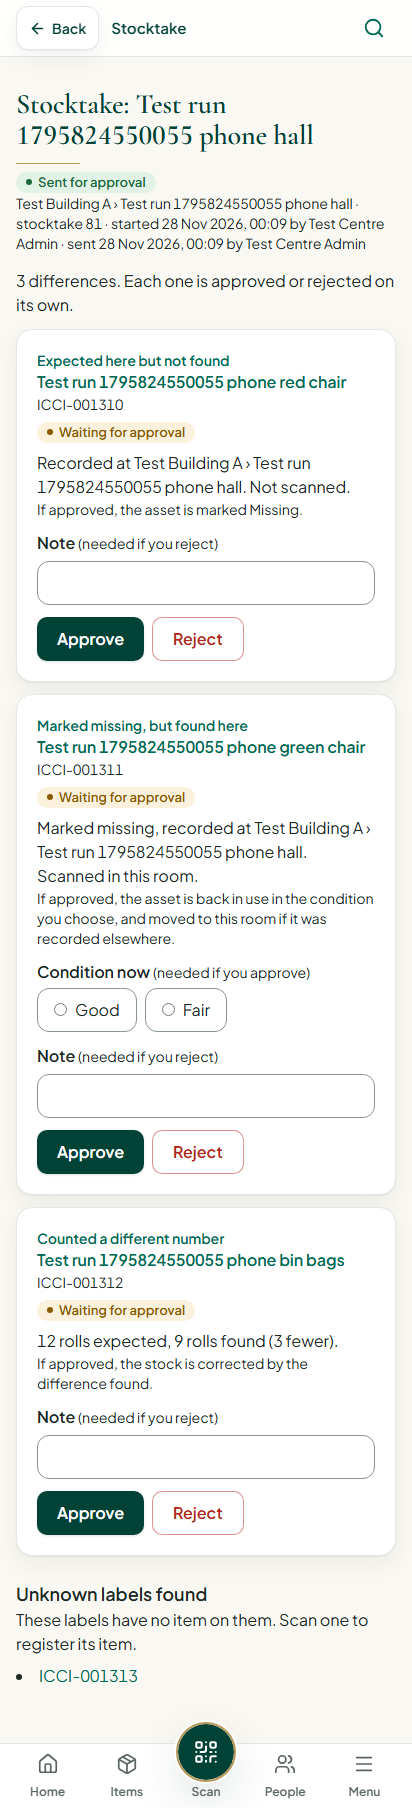 Back Stocktake
Stocktake: Test run
1795824550055 phone hall
Sent for approval
Test Building A › Test run 1795824550055 phone hall ·
stocktake 81 · started 28 Nov 2026, 00:09 by Test Centre
Admin · sent 28 Nov 2026, 00:09 by Test Centre Admin
3 differences. Each one is approved or rejected on
its own.
Expected here but not found
Test run 1795824550055 phone red chair
ICCI-001310
Waiting for approval
Recorded at Test Building A › Test run
1795824550055 phone hall. Not scanned.
If approved, the asset is marked Missing.
Note (needed if you reject)
Approve Reject
Marked missing, but found here
Test run 1795824550055 phone green chair
ICCI-001311
Waiting for approval
Marked missing, recorded at Test Building A ›
Test run 1795824550055 phone hall.
Scanned in this room.
If approved, the asset is back in use in the condition
you choose, and moved to this room if it was
recorded elsewhere.
Condition now (needed if you approve)
Good Fair
Note (needed if you reject)
Approve Reject
Counted a different number
Test run 1795824550055 phone bin bags
ICCI-001312
Waiting for approval
12 rolls expected, 9 rolls found (3 fewer).
If approved, the stock is corrected by the
difference found.
Note (needed if you reject)
Approve Reject
Unknown labels found
These labels have no item on them. Scan one to
register its item.
ICCI-001313
Home Items Scan People Menu